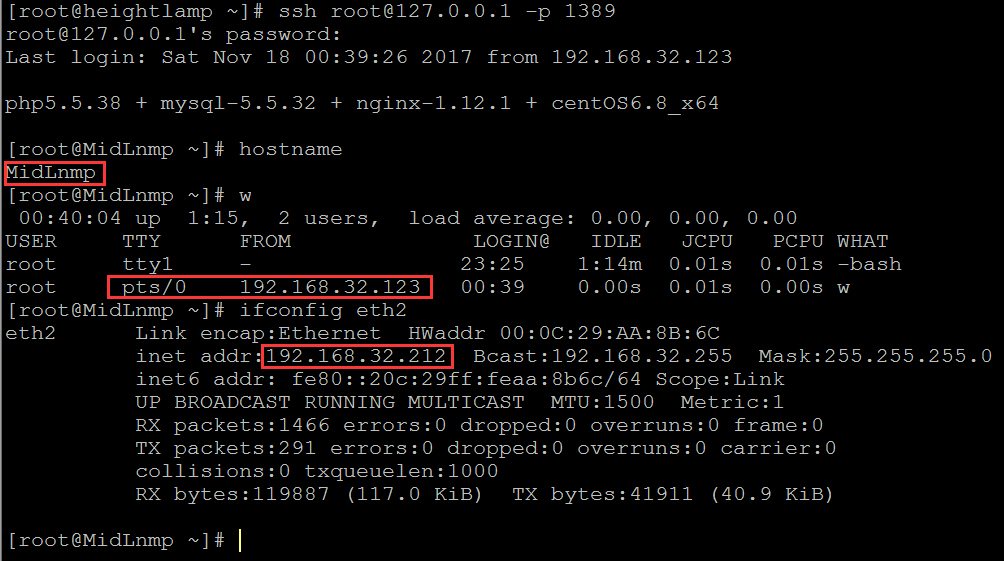 [root@heightlamp ~]# ssh root@127.0.0.1 -p 1389
root@127.0.0.1's password:
Last login: Sat Nov 18 00:39:26 2017 from 192.168.32.123
php5.5.38 + mysql-5.5.32 + nginx-1.12.1 + centOS6.8_x64
[root@MidLnmp ~]# hostname
MidLnmp
[root@MidLnmp ~]# w
 00:40:04 up  1:15,  2 users,  load average: 0.00, 0.00, 0.00
USER     TTY      FROM              LOGIN@   IDLE   JCPU   PCPU WHAT
root     tty1     -                23:25    1:14m  0.01s  0.01s -bash
root     pts/0    192.168.32.123   00:39    0.00s  0.01s  0.00s w
[root@MidLnmp ~]# ifconfig eth2
eth2      Link encap:Ethernet  HWaddr 00:0C:29:AA:8B:6C
          inet addr:192.168.32.212  Bcast:192.168.32.255  Mask:255.255.255.0
          inet6 addr: fe80::20c:29ff:feaa:8b6c/64 Scope:Link
          UP BROADCAST RUNNING MULTICAST  MTU:1500  Metric:1
          RX packets:1466 errors:0 dropped:0 overruns:0 frame:0
          TX packets:291 errors:0 dropped:0 overruns:0 carrier:0
          collisions:0 txqueuelen:1000
          RX bytes:119887 (117.0 KiB)  TX bytes:41911 (40.9 KiB)
[root@MidLnmp ~]#